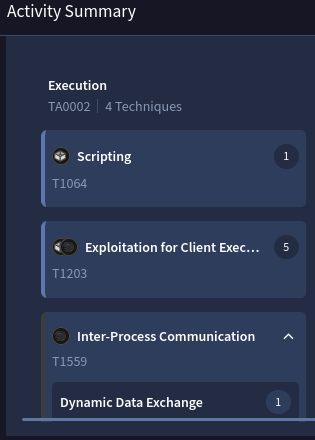 Activity Summary
Execution
TA0002 | 4 Techniques
Scripting 1
T1064
Exploitation for Client Exec... 5
T1203
Inter-Process Communication
T1559
Dynamic Data Exchange 1